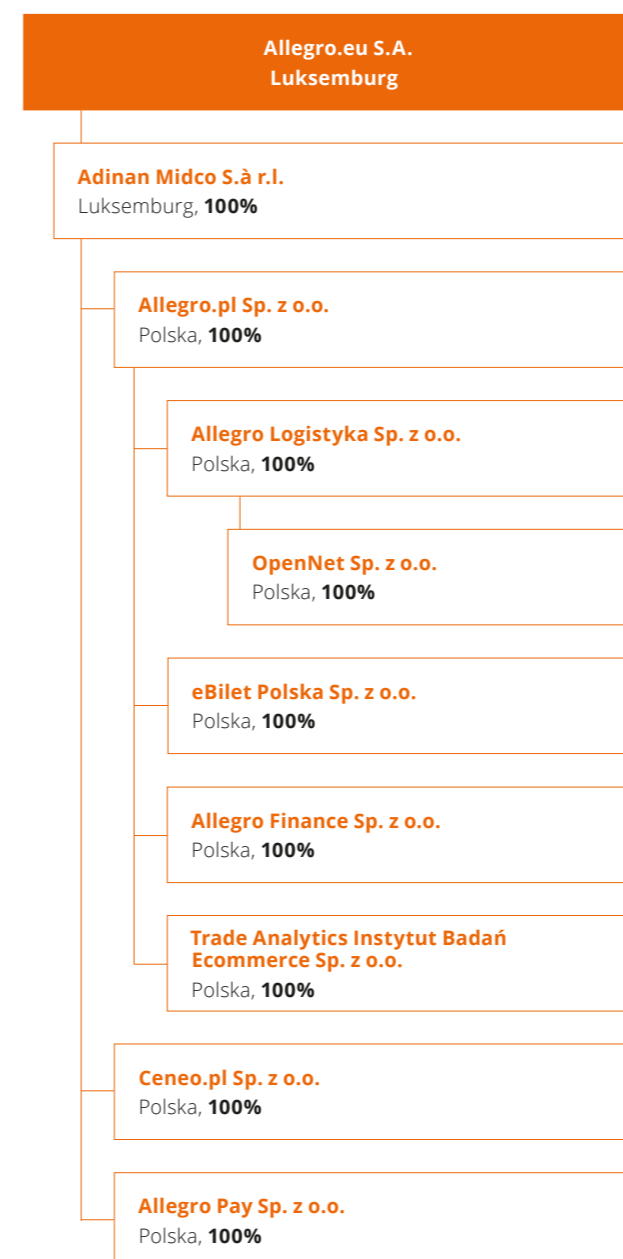 Allegro.eu S.A.
Luksemburg
Adinan Midco S.à r.l.
Luksemburg, 100%
Allegro.pl Sp. z o.o.
Polska, 100%
Allegro Logistyka Sp. z o.o.
Polska, 100%
OpenNet Sp. z o.o.
Polska, 100%
eBilet Polska Sp. z o.o.
Polska, 100%
Allegro Finance Sp. z o.o.
Polska, 100%
Trade Analytics Instytut Badań
Ecommerce Sp. z o.o.
Polska, 100%
Ceneo.pl Sp. z o.o.
Polska, 100%
Allegro Pay Sp. z o.o.
Polska, 100%